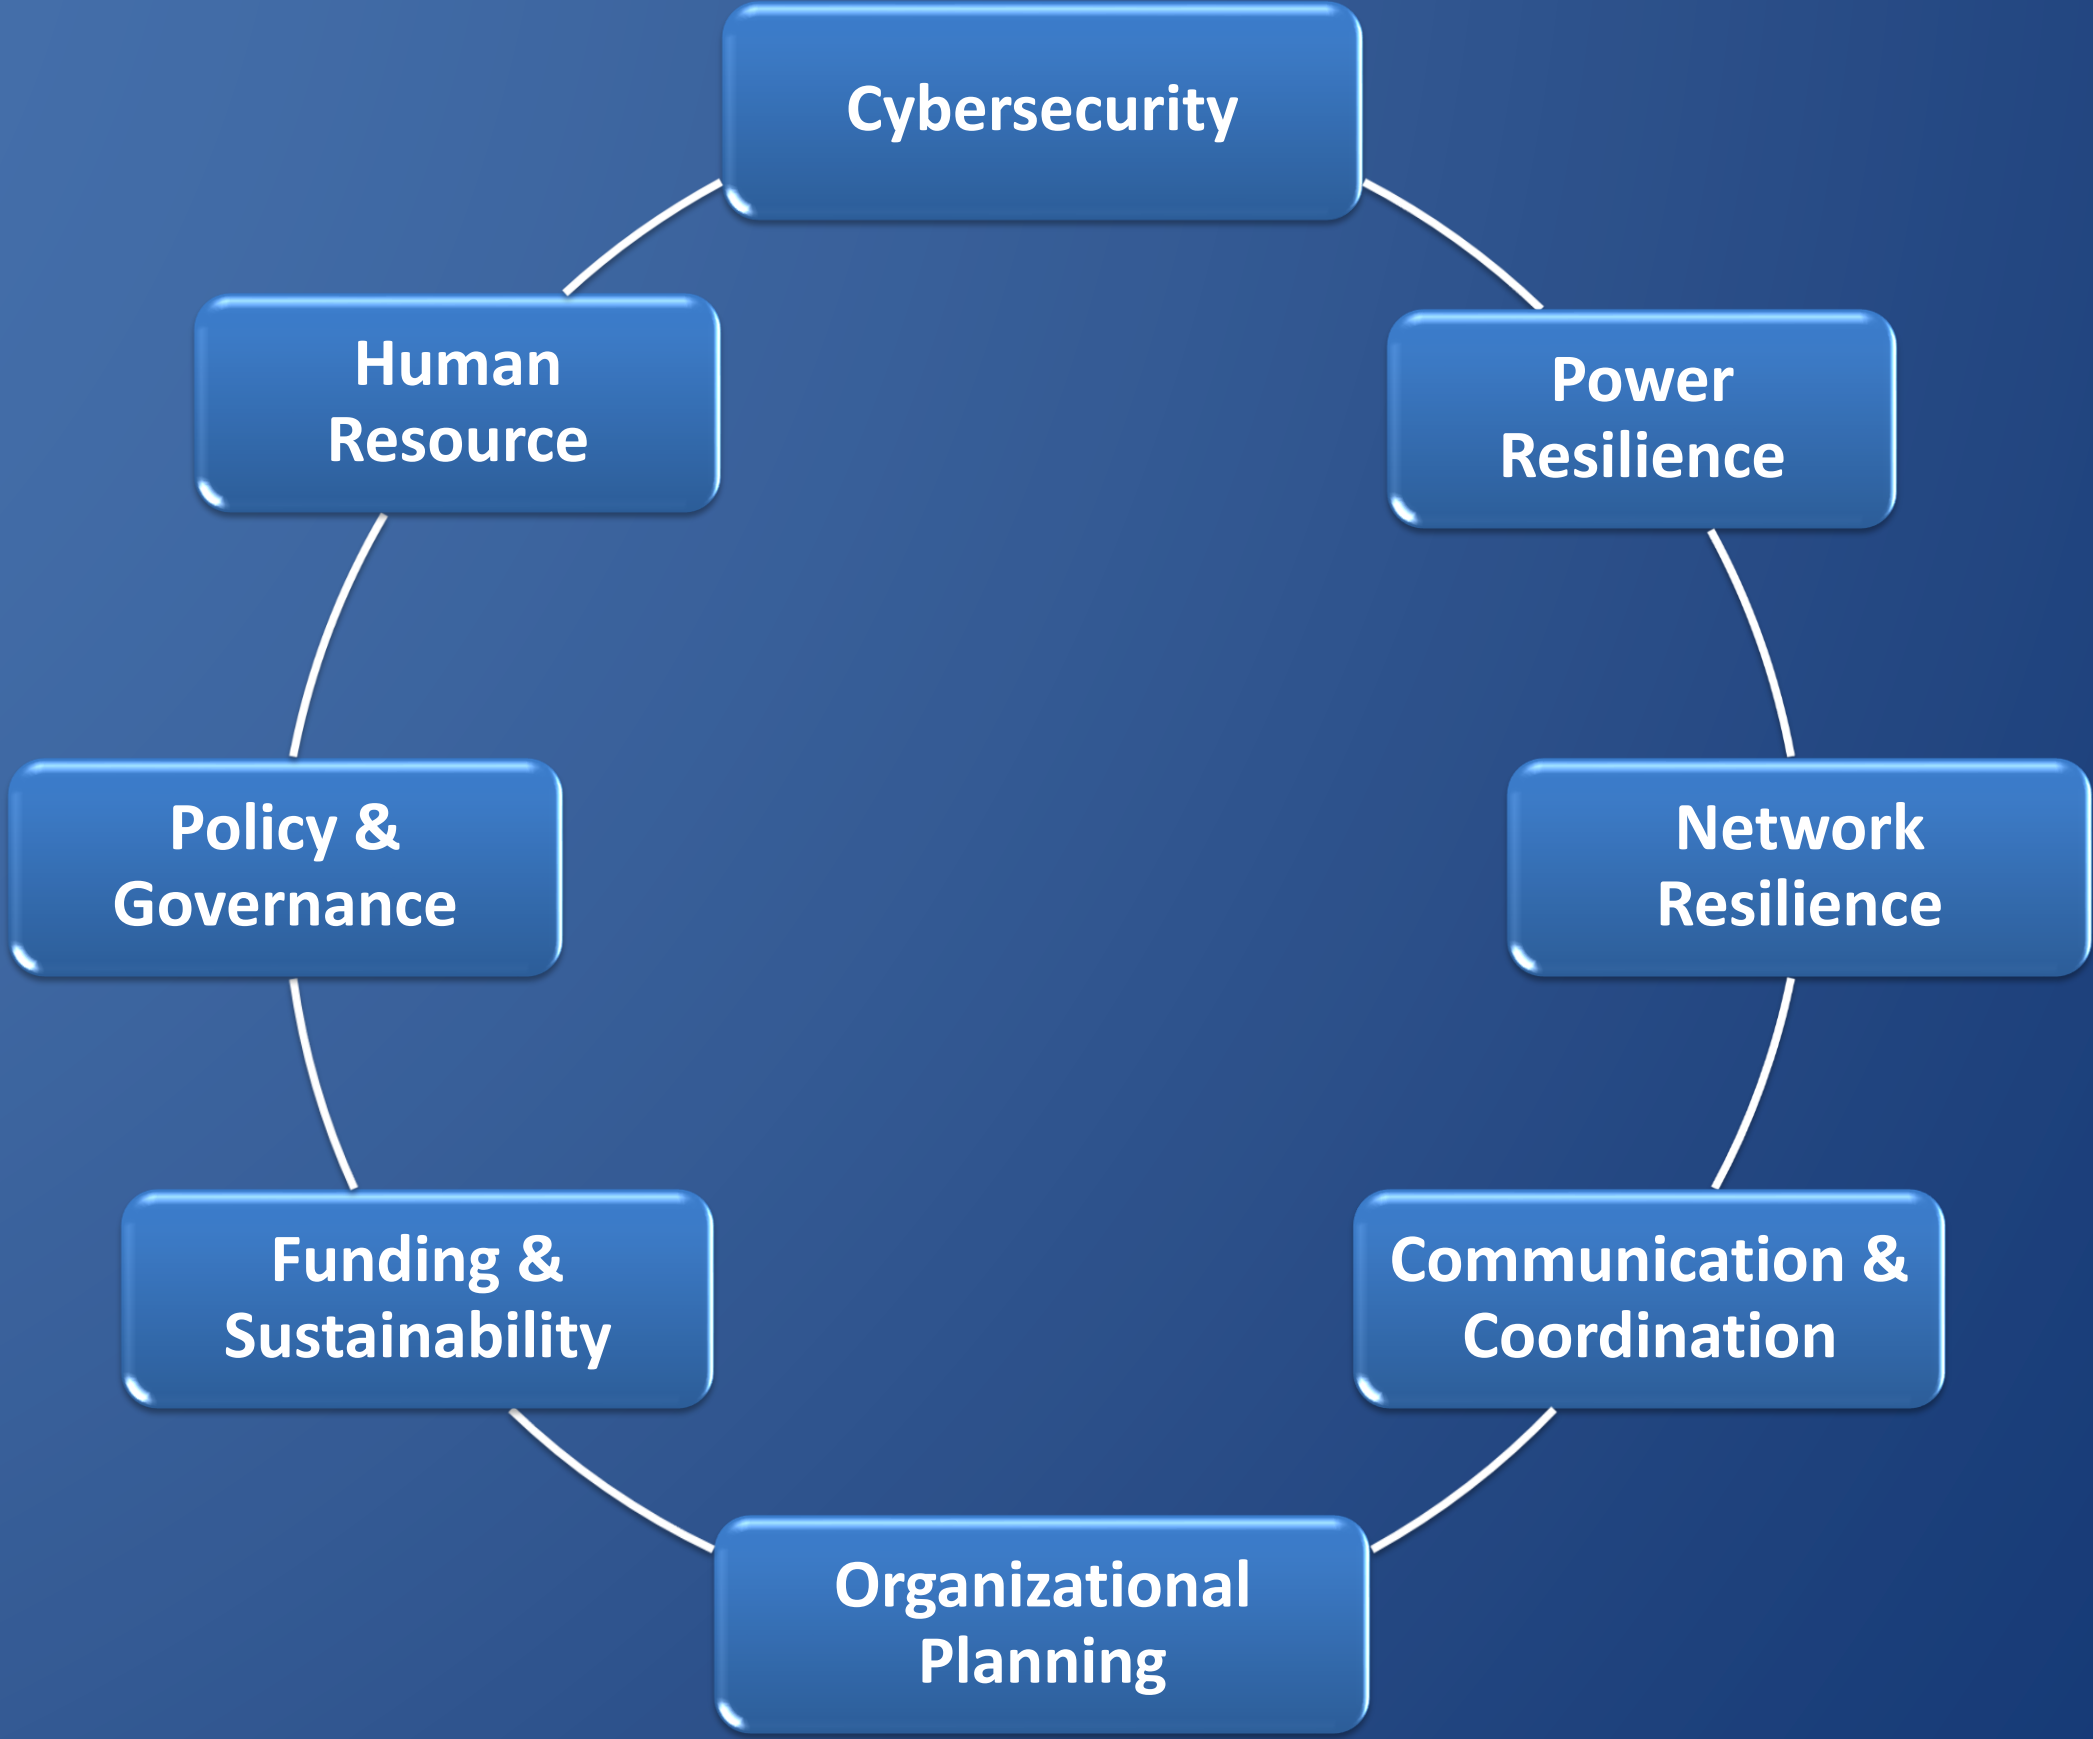 Cybersecurity
Power
Resilience
Network
Resilience
Communication &
Coordination
Organizational
Planning
Funding &
Sustainability
Policy &
Governance
Human
Resource